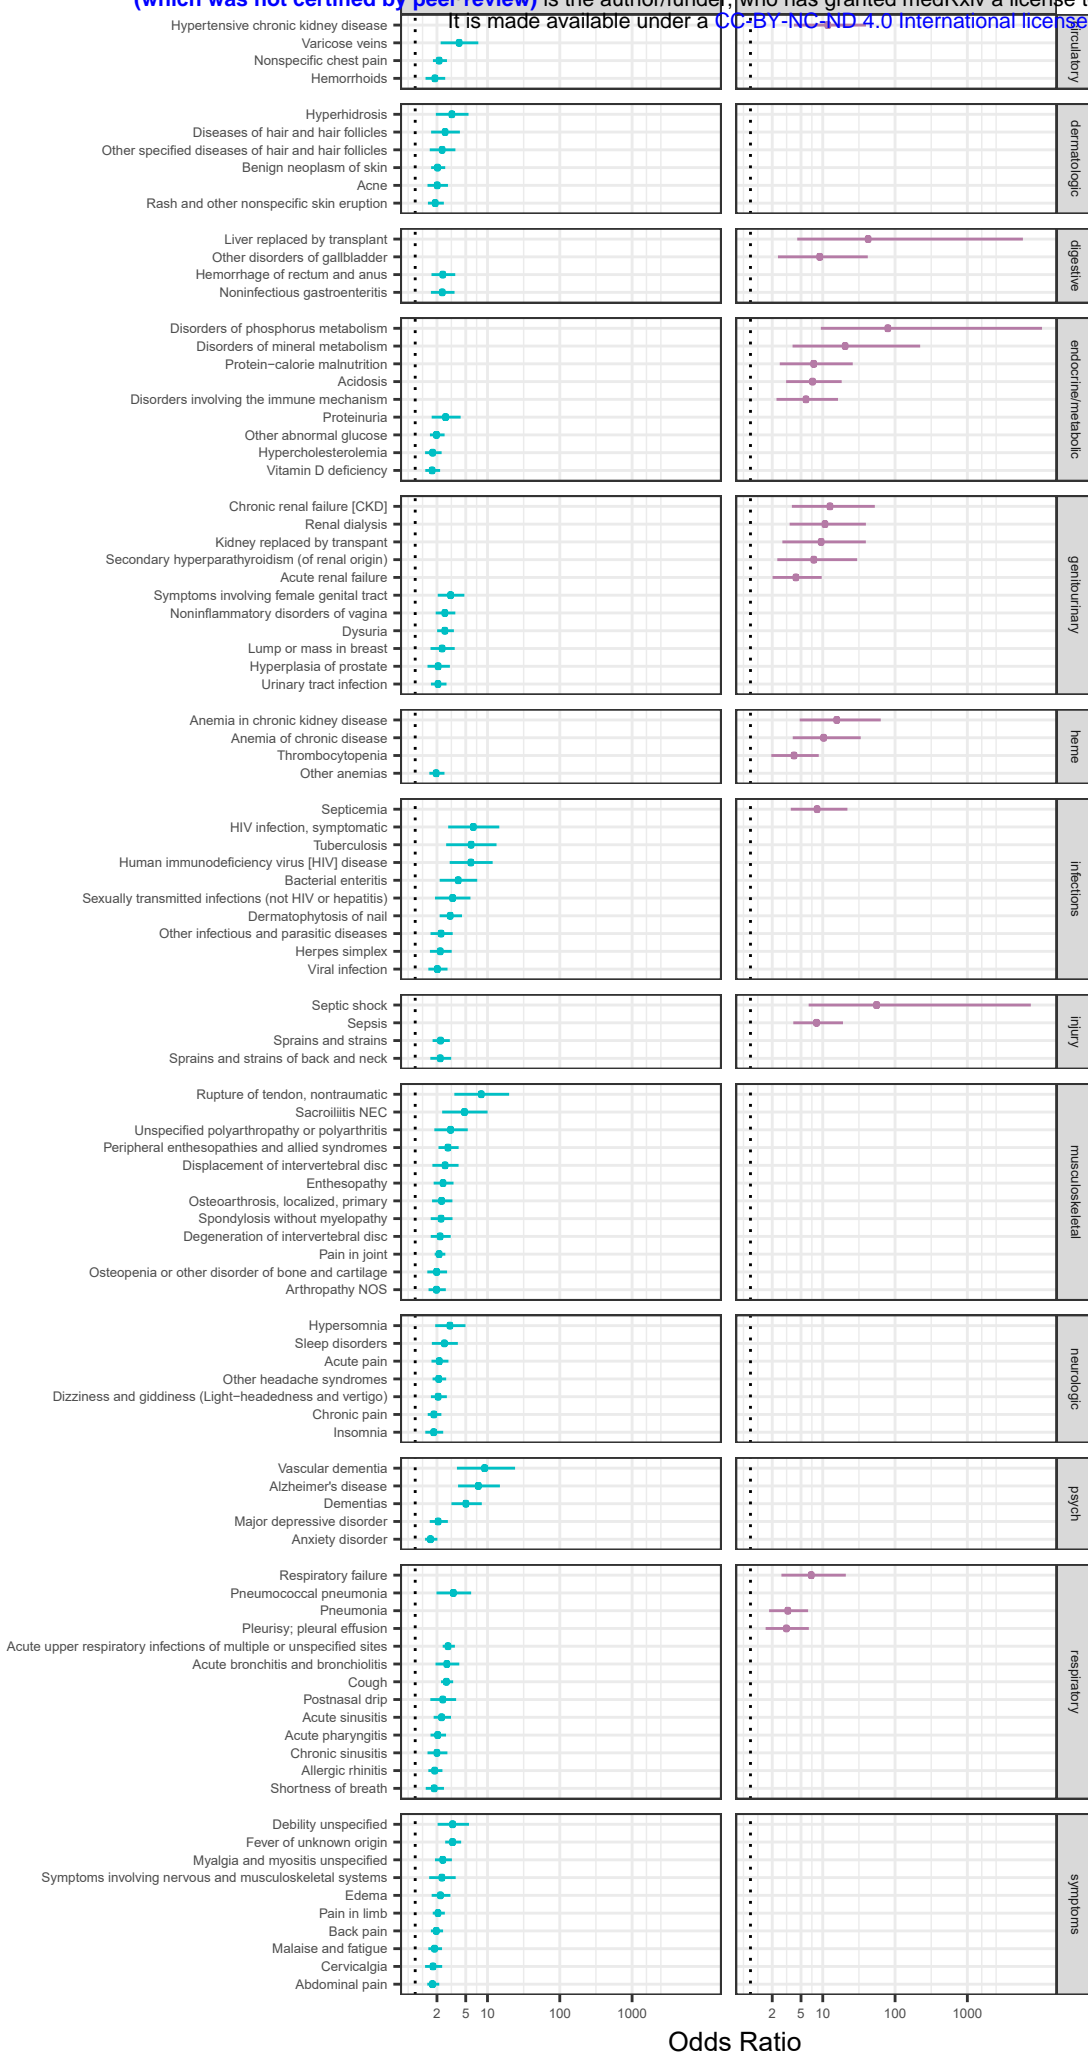 (which was not certified by peer review) is the author/funder, who has granted medRxiv a license t
It is made available under a CC-BY-NC-ND 4.0 International license
Hypertensive chronic kidney disease
Varicose veins
Nonspecific chest pain
Hemorrhoids
circulatory
Hyperhidrosis
Diseases of hair and hair follicles
Other specified diseases of hair and hair follicles
Benign neoplasm of skin
Acne
Rash and other nonspecific skin eruption
dermatologic
Liver replaced by transplant
Other disorders of gallbladder
Hemorrhage of rectum and anus
Noninfectious gastroenteritis
digestive
Disorders of phosphorus metabolism
Disorders of mineral metabolism
Protein−calorie malnutrition
Acidosis
Disorders involving the immune mechanism
Proteinuria
Other abnormal glucose
Hypercholesterolemia
Vitamin D deficiency
endocrine/metabolic
Chronic renal failure [CKD]
Renal dialysis
Kidney replaced by transpant
Secondary hyperparathyroidism (of renal origin)
Acute renal failure
Symptoms involving female genital tract
Noninflammatory disorders of vagina
Dysuria
Lump or mass in breast
Hyperplasia of prostate
Urinary tract infection
genitourinary
Anemia in chronic kidney disease
Anemia of chronic disease
Thrombocytopenia
Other anemias
heme
Septicemia
HIV infection, symptomatic
Tuberculosis
Human immunodeficiency virus [HIV] disease
Bacterial enteritis
Sexually transmitted infections (not HIV or hepatitis)
Dermatophytosis of nail
Other infectious and parasitic diseases
Herpes simplex
Viral infection
infections
Septic shock
Sepsis
Sprains and strains
Sprains and strains of back and neck
injury
Rupture of tendon, nontraumatic
Sacroiliitis NEC
Unspecified polyarthropathy or polyarthritis
Peripheral enthesopathies and allied syndromes
Displacement of intervertebral disc
Enthesopathy
Osteoarthrosis, localized, primary
Spondylosis without myelopathy
Degeneration of intervertebral disc
Pain in joint
Osteopenia or other disorder of bone and cartilage
Arthropathy NOS
musculoskeletal
Hypersomnia
Sleep disorders
Acute pain
Other headache syndromes
Dizziness and giddiness (Light−headedness and vertigo)
Chronic pain
Insomnia
neurologic
Vascular dementia
Alzheimer's disease
Dementias
Major depressive disorder
Anxiety disorder
psych
Respiratory failure
Pneumococcal pneumonia
Pneumonia
Pleurisy; pleural effusion
Acute upper respiratory infections of multiple or unspecified sites
Acute bronchitis and bronchiolitis
Cough
Postnasal drip
Acute sinusitis
Acute pharyngitis
Chronic sinusitis
Allergic rhinitis
Shortness of breath
respiratory
Debility unspecified
Fever of unknown origin
Myalgia and myositis unspecified
Symptoms involving nervous and musculoskeletal systems
Edema
Pain in limb
Back pain
Malaise and fatigue
Cervicalgia
Abdominal pain
symptoms
2 5 10 100 1000 2 5 10 100 1000
Odds Ratio